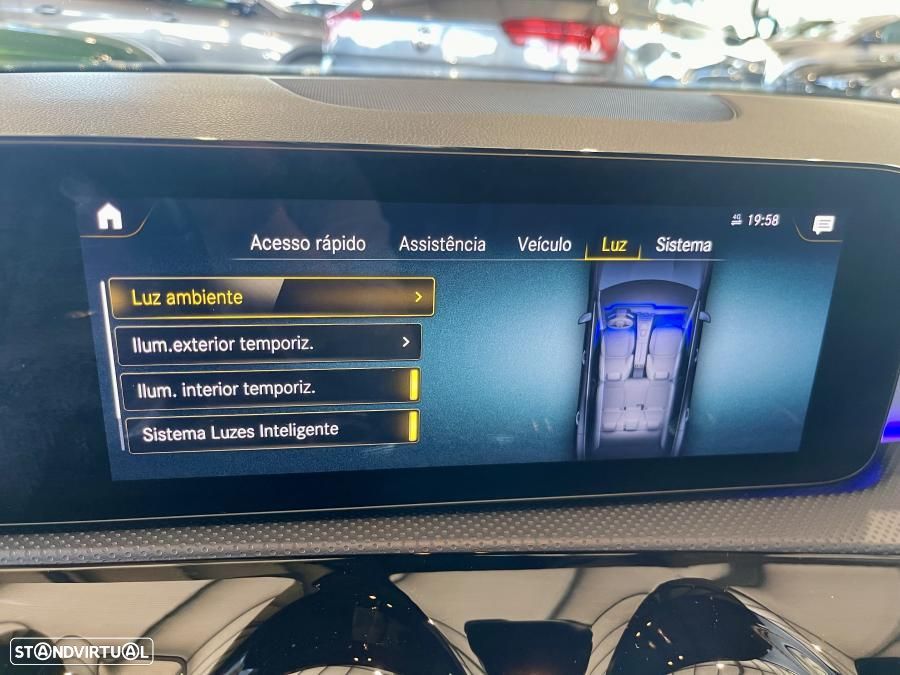 4G 19:58
Acesso rápido Assistência Veículo Luz Sistema
Luz ambiente
Ilum.exterior temporiz.
Ilum. interior temporiz.
Sistema Luzes Inteligente
STANDVIRTUAL